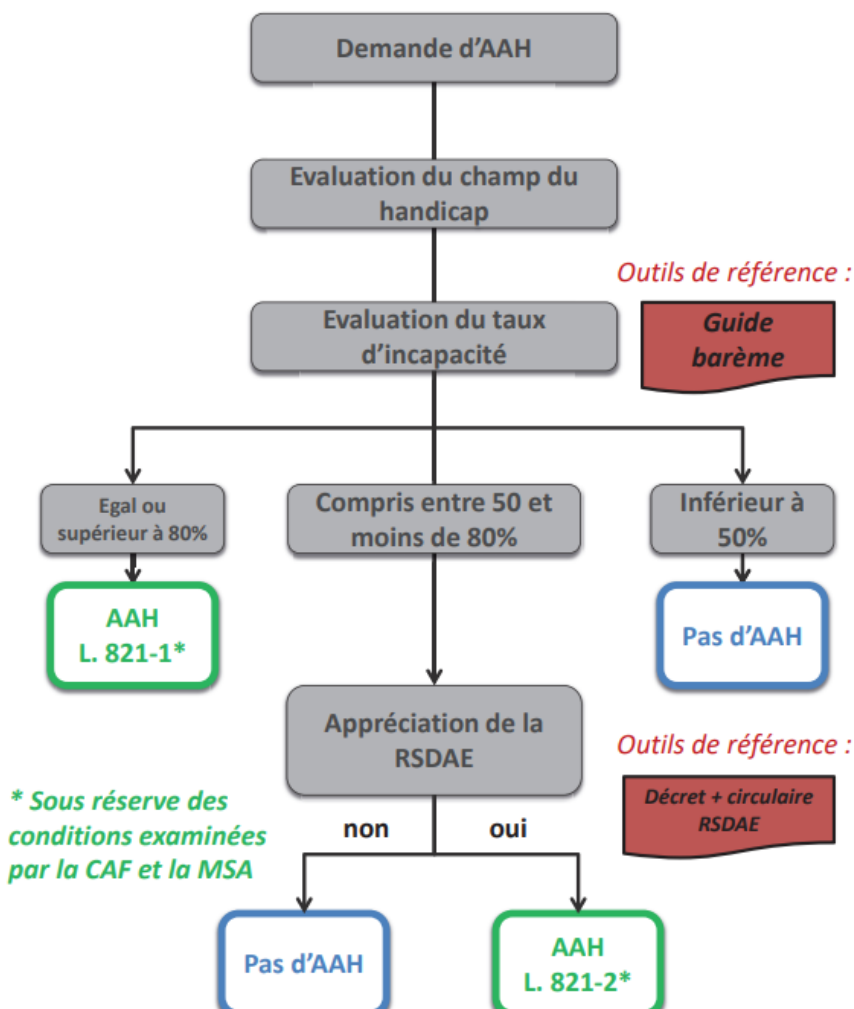 Demande d'AAH
Evaluation du champ du
handicap
Outils de référence :
Evaluation du taux
d'incapacité
Guide
barème
Egal ou
supérieur à 80%
Compris entre 50 et
moins de 80%
Inférieur à
50%
AAH
L. 821-1*
Pas d'AAH
Appréciation de la
RSDAE
Outils de référence :
Décret + circulaire
RSDAE
* Sous réserve des
conditions examinées
par la CAF et la MSA
non
oui
Pas d'AAH
AAH
L. 821-2*